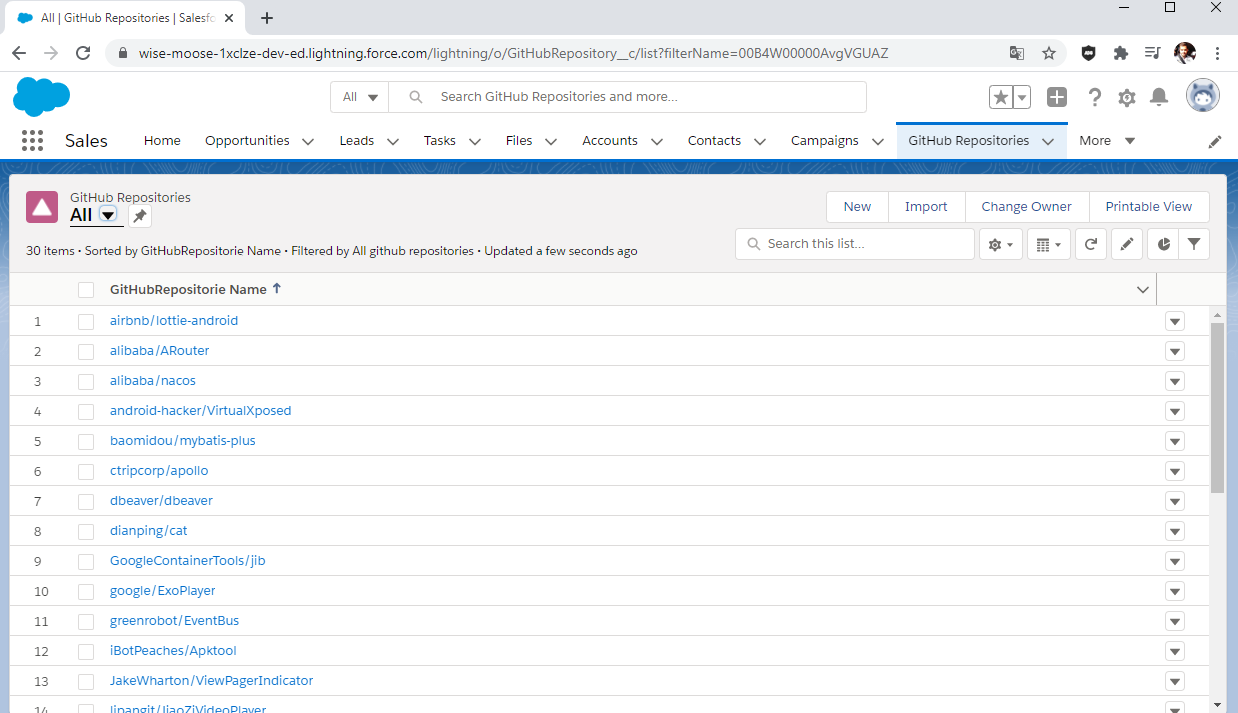 All | GitHub Repositories | Salesfo
wise-moose-1xclze-dev-ed.lightning.force.com/lightning/o/GitHubRepository__c/list?filterName=00B4W00000AvgVGUAZ
All Search GitHub Repositories and more...
Sales Home Opportunities Leads Tasks Files Accounts Contacts Campaigns GitHub Repositories More
GitHub Repositories
All
New Import Change Owner Printable View
30 items • Sorted by GitHubRepositorie Name • Filtered by All github repositories • Updated a few seconds ago
Search this list...
GitHubRepositorie Name ↑
1 airbnb/lottie-android
2 alibaba/ARouter
3 alibaba/nacos
4 android-hacker/VirtualXposed
5 baomidou/mybatis-plus
6 ctripcorp/apollo
7 dbeaver/dbeaver
8 dianping/cat
9 GoogleContainerTools/jib
10 google/ExoPlayer
11 greenrobot/EventBus
12 iBotPeaches/Apktool
13 JakeWharton/ViewPagerIndicator
14 lipangit/JiaoZiVideoPlayer